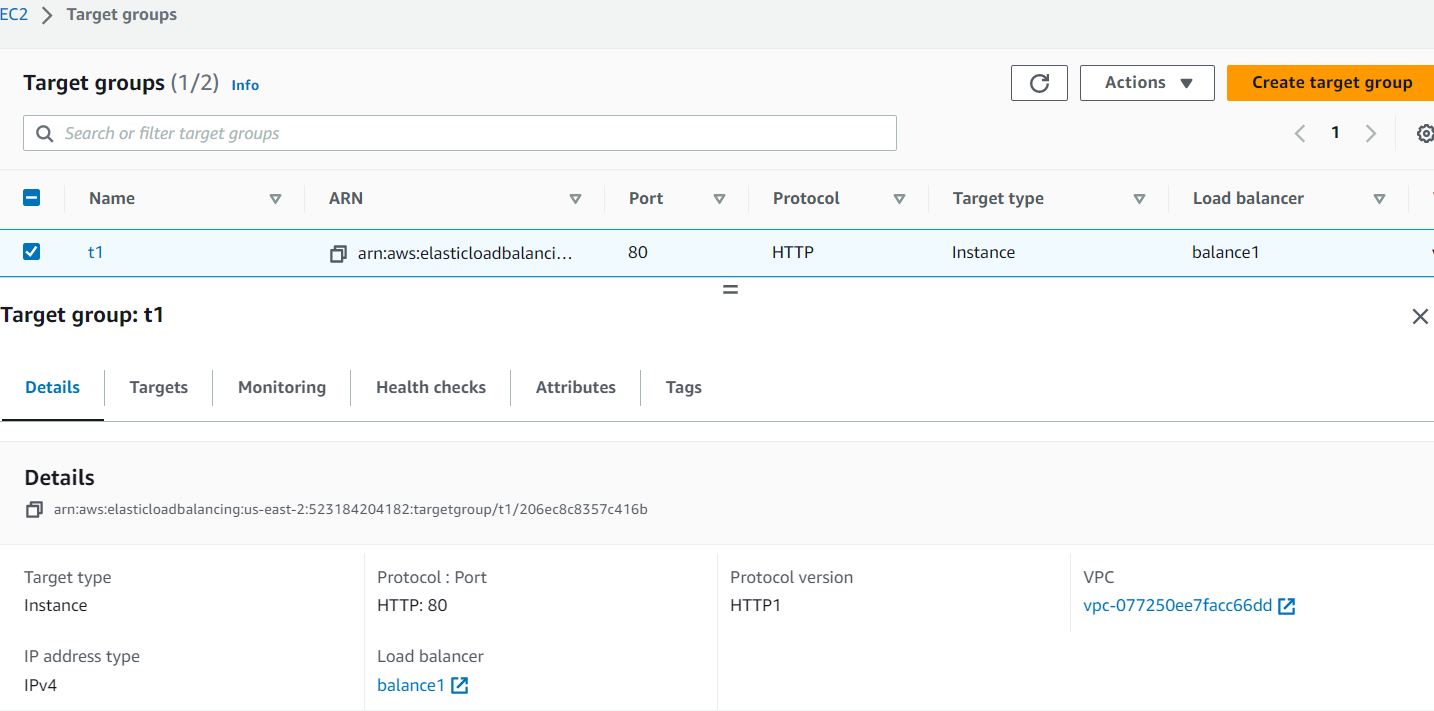 EC2 > Target groups
Target groups (1/2) Info
Actions
Create target group
Search or filter target groups
1
Name ARN Port Protocol Target type Load balancer
t1 arn:aws:elasticloadbalanci... 80 HTTP Instance balance1
Target group: t1
Details Targets Monitoring Health checks Attributes Tags
Details
arn:aws:elasticloadbalancing:us-east-2:523184204182:targetgroup/t1/206ec8c8357c416b
Target type Protocol : Port Protocol version VPC
Instance HTTP: 80 HTTP1 vpc-077250ee7facc66dd
IP address type Load balancer
IPv4 balance1